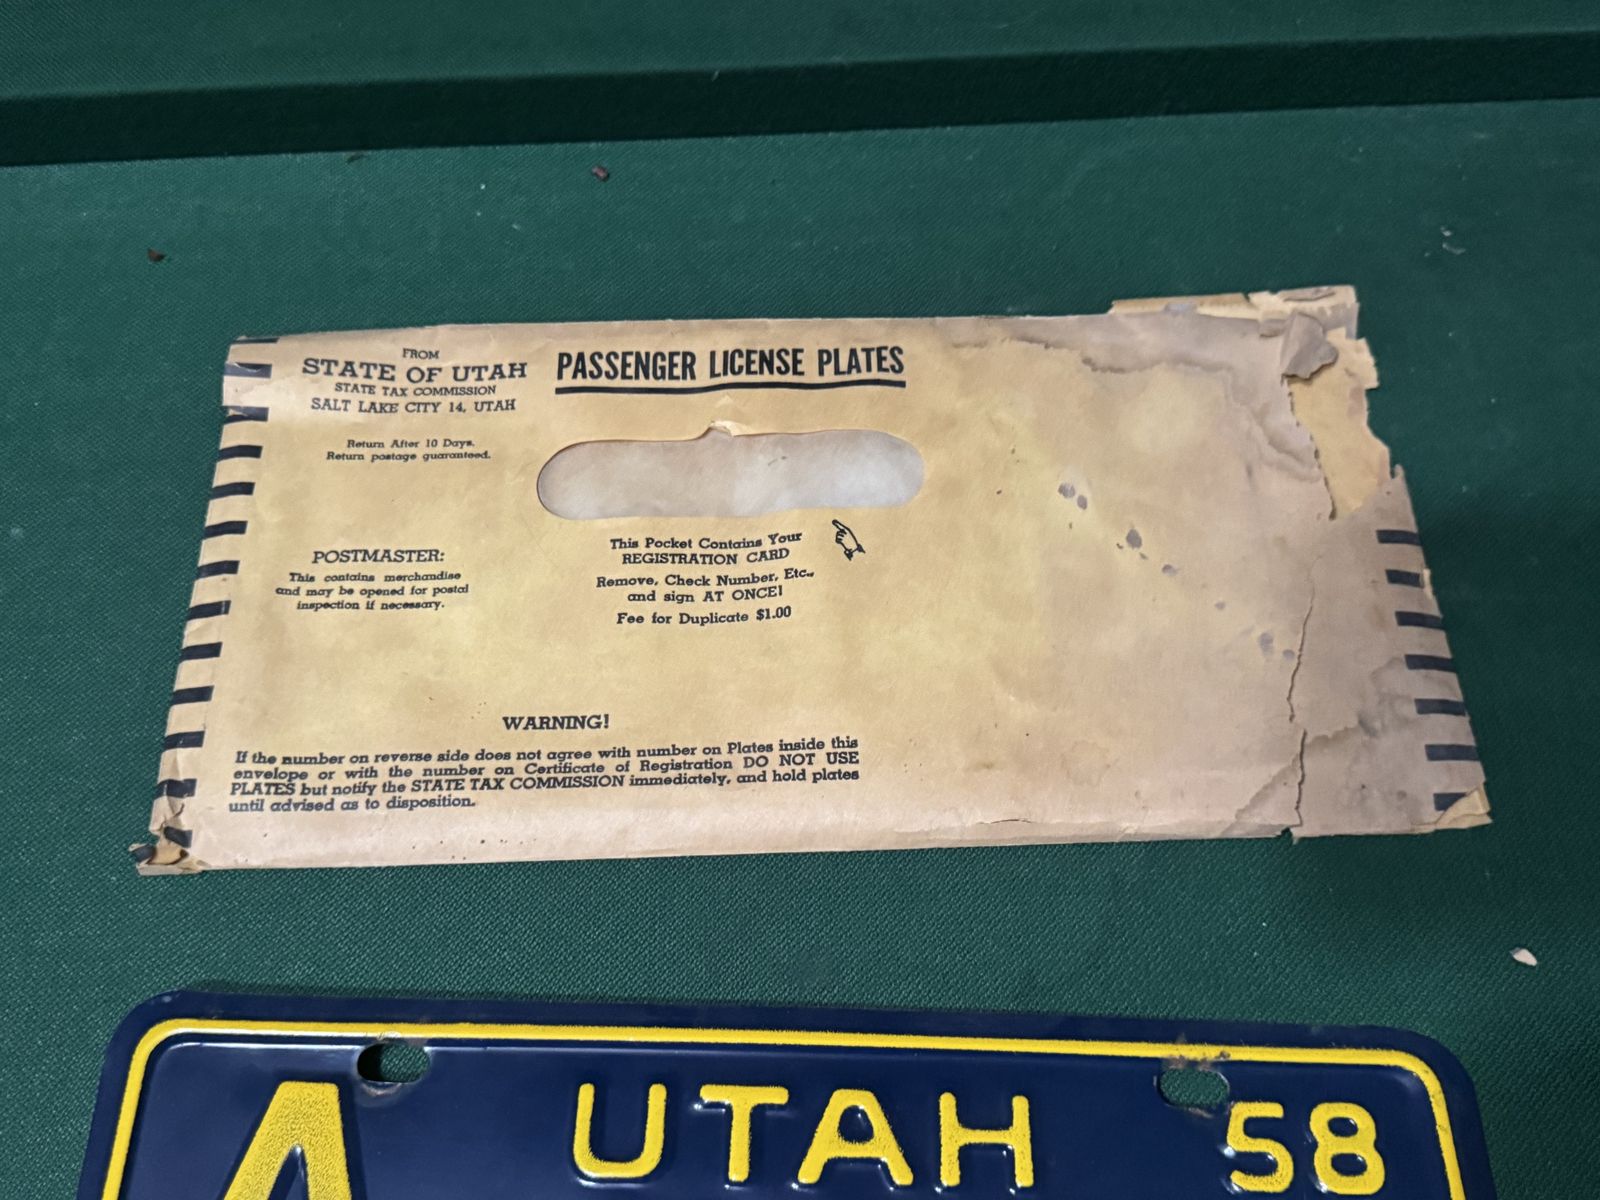 FROM
STATE OF UTAH
STATE TAX COMMISSION
SALT LAKE CITY 14, UTAH
Return After 10 Days.
Return postage guaranteed.
PASSENGER LICENSE PLATES
This Pocket Contains Your
REGISTRATION CARD
Remove, Check Number, Etc.,
and sign AT ONCE!
Fee for Duplicate $1.00
POSTMASTER:
This contains merchandise
and may be opened for postal
inspection if necessary.
WARNING!
If the number on reverse side does not agree with number on Plates inside this
envelope or with the number on Certificate of Registration DO NOT USE
PLATES but notify the STATE TAX COMMISSION immediately, and hold plates
until advised as to disposition.
A UTAH 58